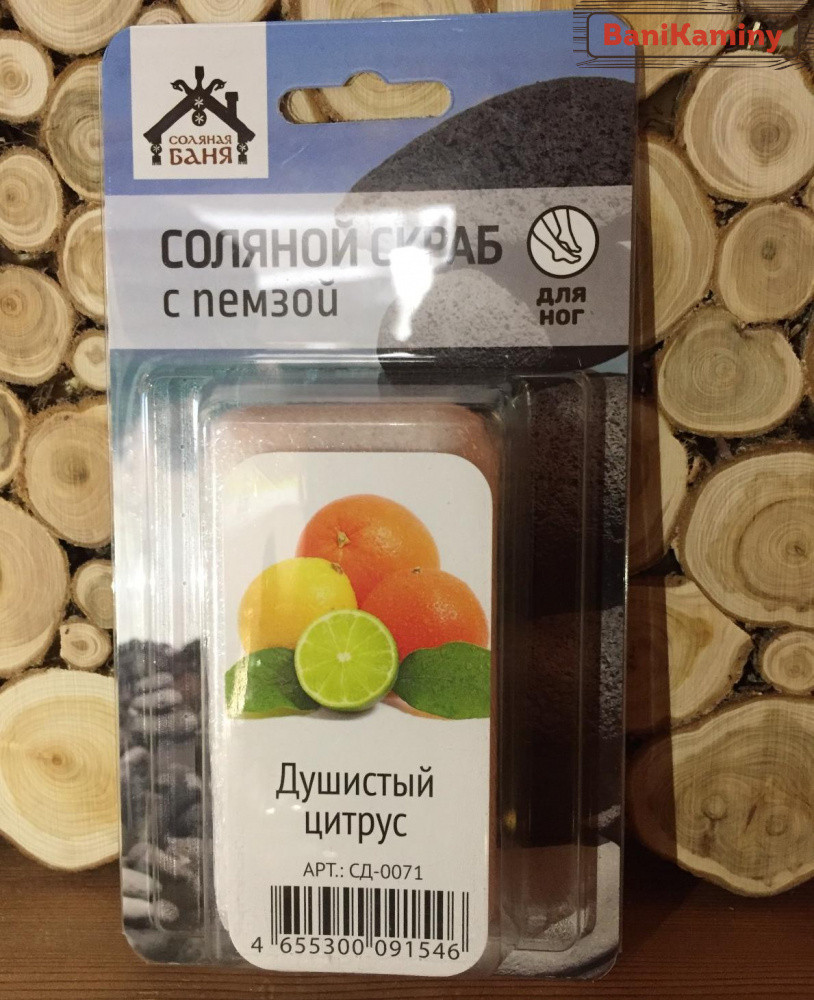 BaniKaminy
СОЛЯНАЯ
БАНЯ
СОЛЯНОЙ СКРАБ
с пемзой
для
ног
Душистый
цитрус
АРТ.: СД-0071
4 655300 091546